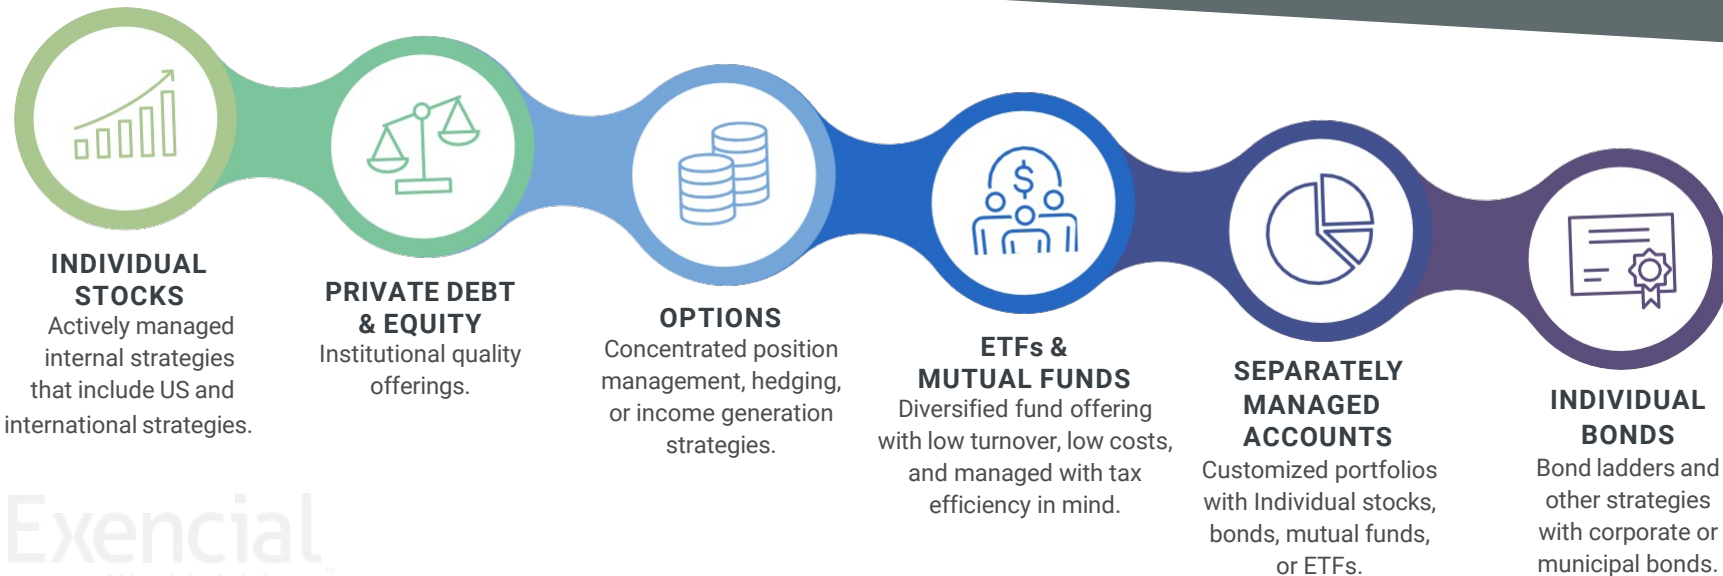 INDIVIDUAL
STOCKS
Actively managed
internal strategies
that include US and
international strategies.
PRIVATE DEBT
& EQUITY
Institutional quality
offerings.
OPTIONS
Concentrated position
management, hedging,
or income generation
strategies.
$
ETFs &
MUTUAL FUNDS
Diversified fund offering
with low turnover, low costs,
and managed with tax
efficiency in mind.
SEPARATELY
MANAGED
ACCOUNTS
Customized portfolios
with Individual stocks,
bonds, mutual funds,
or ETFs.
INDIVIDUAL
BONDS
Bond ladders and
other strategies
with corporate or
municipal bonds.
Exencial